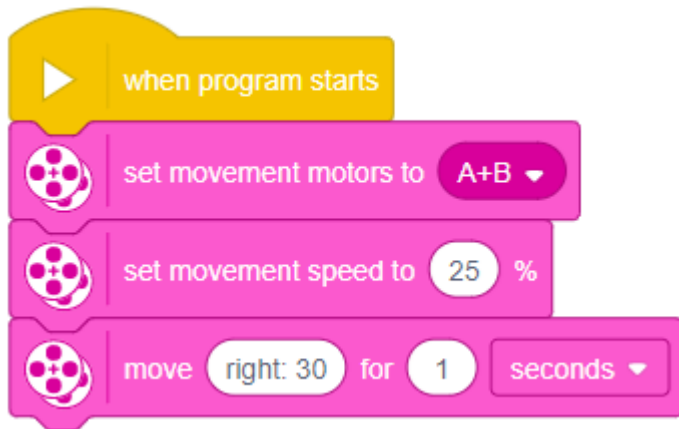 when program starts
set movement motors to A+B
set movement speed to 25 %
move right: 30 for 1 seconds